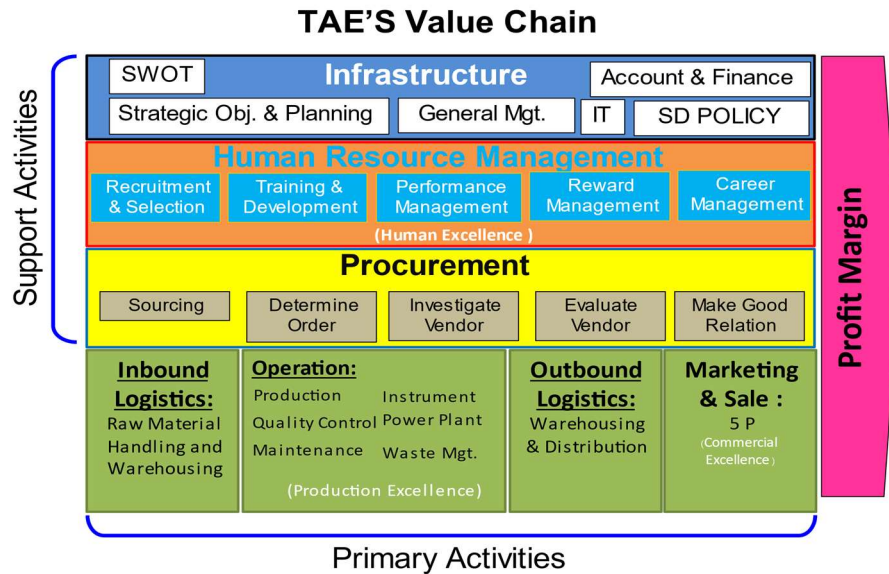 TAE'S Value Chain
Support Activities
SWOT
Infrastructure
Account & Finance
Strategic Obj. & Planning
General Mgt.
IT
SD POLICY
Human Resource Management
Recruitment
& Selection
Training &
Development
Performance
Management
Reward
Management
Career
Management
(Human Excellence )
Procurement
Sourcing
Determine
Order
Investigate
Vendor
Evaluate
Vendor
Make Good
Relation
Inbound
Logistics:
Raw Material
Handling and
Warehousing
Operation:
Production
Instrument
Quality Control
Power Plant
Maintenance
Waste Mgt.
(Production Excellence)
Outbound
Logistics:
Warehousing
& Distribution
Marketing
& Sale :
5 P
(Commercial
Excellence)
Profit Margin
Primary Activities